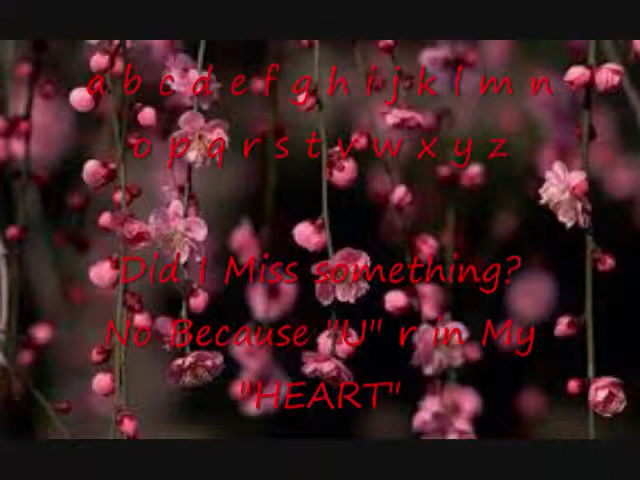 a b c d e f g h i j k l m n
o p q r s t v w x y z
Did I Miss something?
No Because "U" r in My
"HEART"